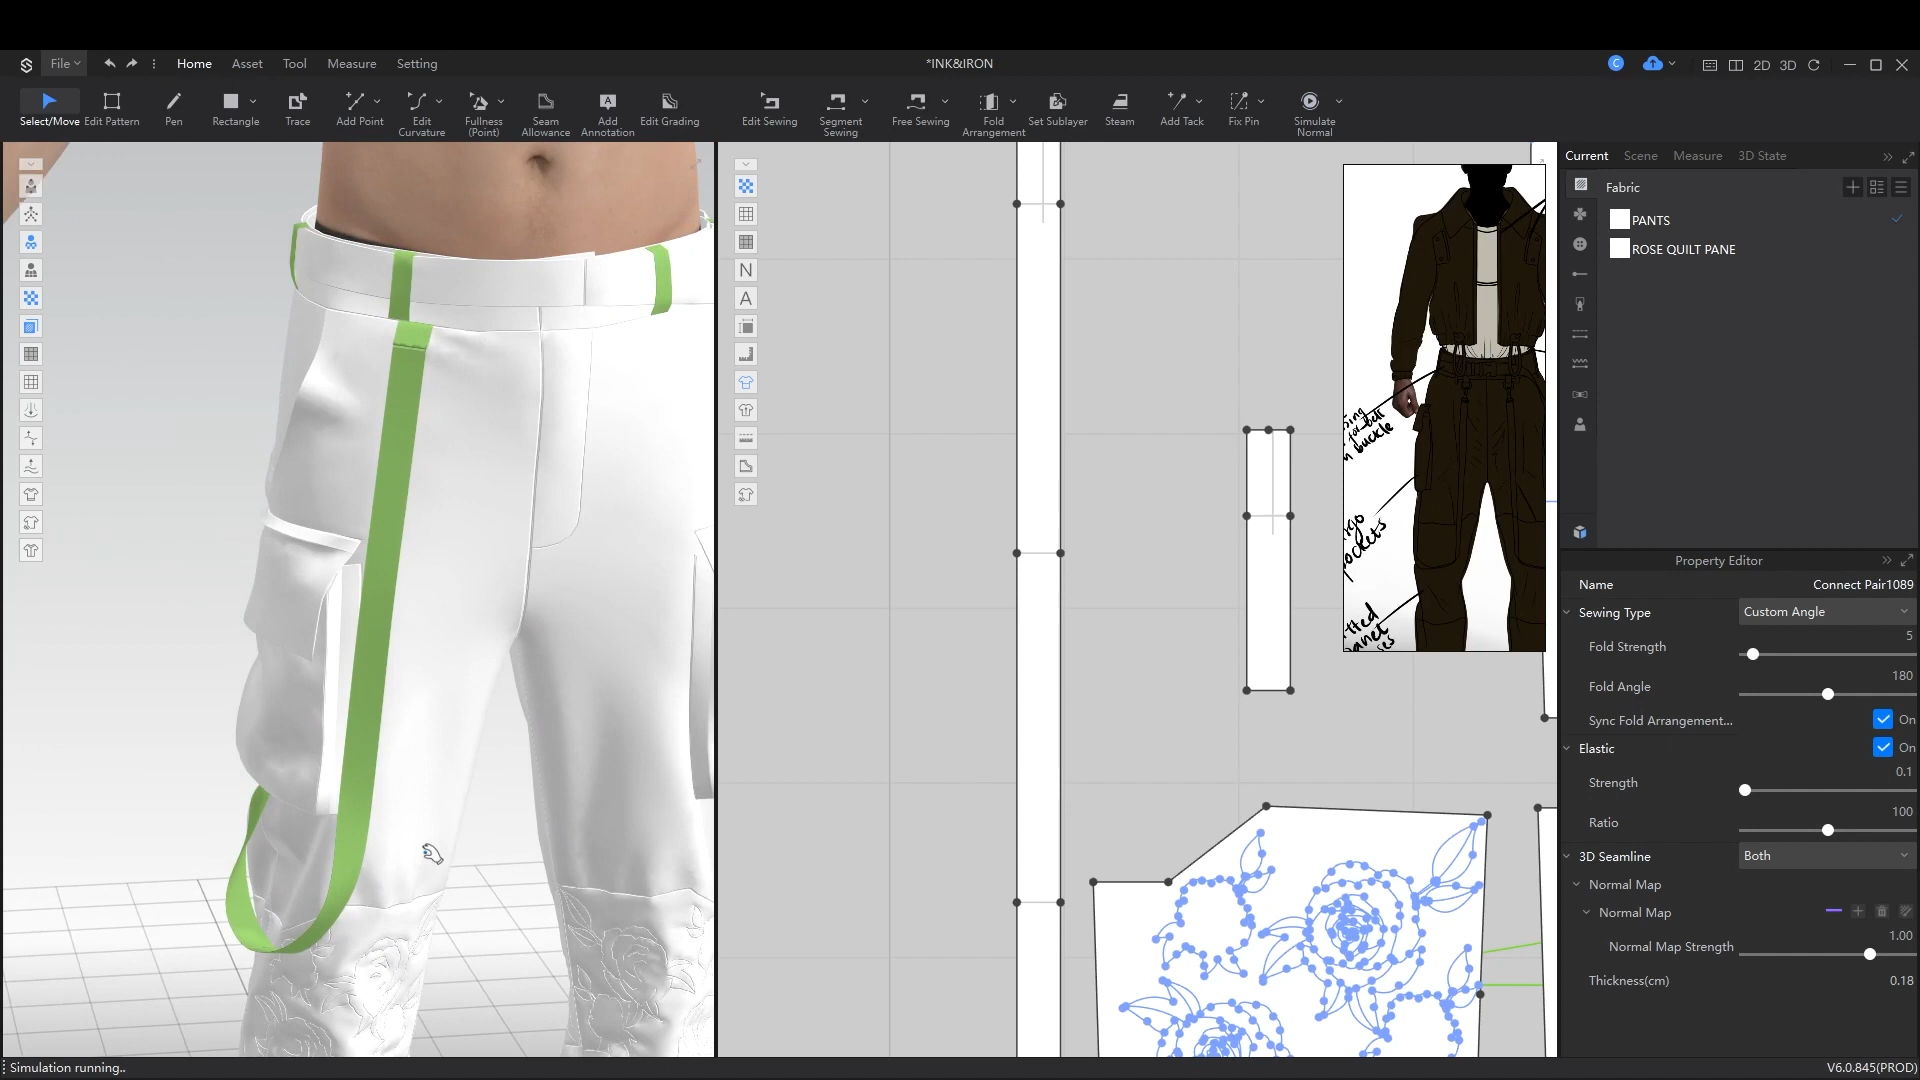 File
Home
Asset
Tool
Measure
Setting
*INK&IRON
C
2D
3D
Select/Move
Edit Pattern
Pen
Rectangle
Trace
Add Point
Edit
Curvature
Fullness
(Point)
Seam
Allowance
A
Add
Annotation
Edit Grading
Edit Sewing
Segment
Sewing
Free Sewing
Fold
Arrangement
Set Sublayer
Steam
Add Tack
Fix Pin
Simulate
Normal
N
A
for belt
buckle
pockets
Current
Scene
Measure
3D State
Fabric
PANTS
ROSE QUILT PANE
Property Editor
Name
Connect Pair1089
Sewing Type
Custom Angle
Fold Strength
5
Fold Angle
180
Sync Fold Arrangement...
On
Elastic
On
Strength
0.1
Ratio
100
3D Seamline
Both
Normal Map
Normal Map
Normal Map Strength
1.00
Thickness(cm)
0.18
Simulation running..
V6.0.845(PROD)